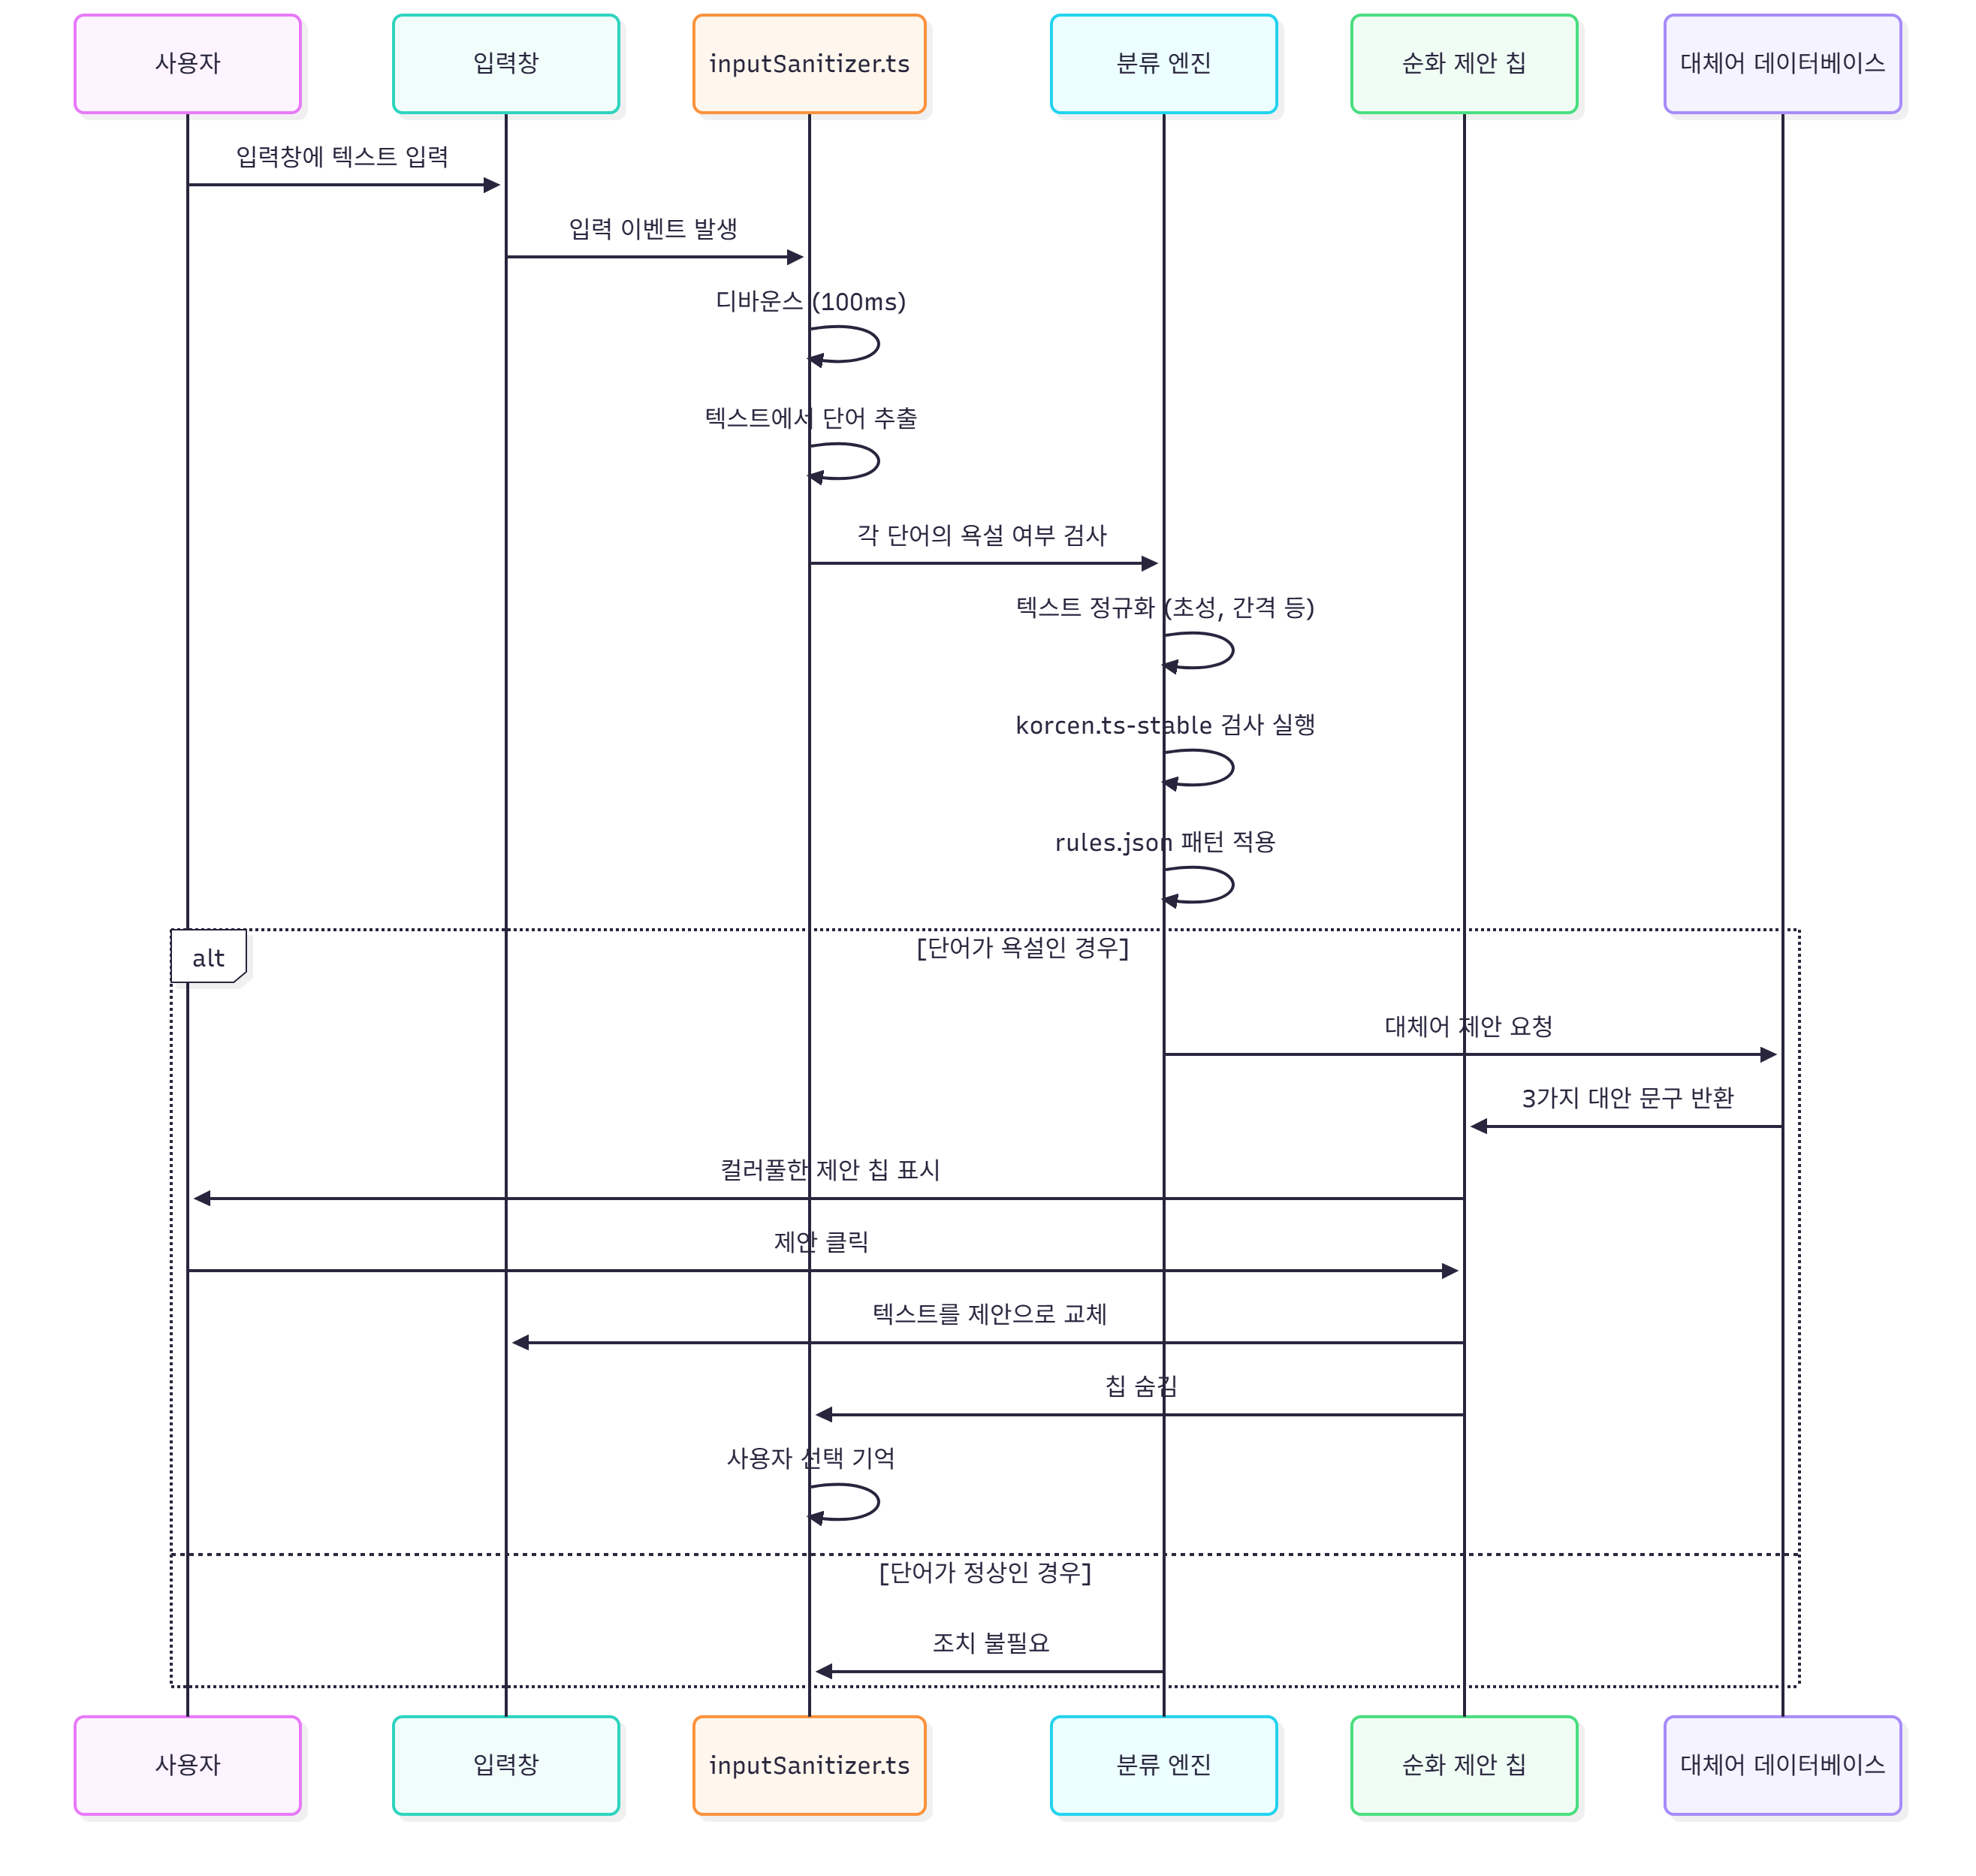 사용자
입력창
inputSanitizer.ts
분류 엔진
순화 제안 칩
대체어 데이터베이스
입력창에 텍스트 입력
입력 이벤트 발생
디바운스 (100ms)
텍스트에서 단어 추출
각 단어의 욕설 여부 검사
텍스트 정규화 (초성, 간격 등)
korcen.ts-stable 검사 실행
rules.json 패턴 적용
alt
[단어가 욕설인 경우]
대체어 제안 요청
3가지 대안 문구 반환
컬러풀한 제안 칩 표시
제안 클릭
텍스트를 제안으로 교체
칩 숨김
사용자 선택 기억
[단어가 정상인 경우]
조치 불필요
사용자
입력창
inputSanitizer.ts
분류 엔진
순화 제안 칩
대체어 데이터베이스